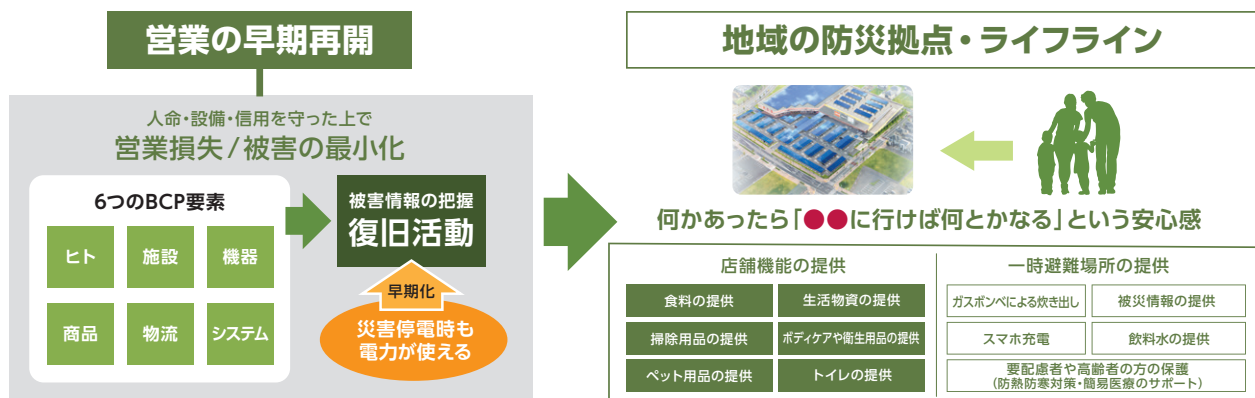 営業の早期再開
人命・設備・信用を守った上で
営業損失/被害の最小化
6つのBCP要素
ヒト
施設
機器
商品
物流
システム
被害情報の把握
復旧活動
早期化
災害停電時も
電力が使える
地域の防災拠点・ライフライン
何かあったら「●●に行けば何とかなる」という安心感
店舗機能の提供
食料の提供
生活物資の提供
掃除用品の提供
ボディケアや衛生用品の提供
ペット用品の提供
トイレの提供
一時避難場所の提供
ガスボンベによる炊き出し
被災情報の提供
スマホ充電
飲料水の提供
要配慮者や高齢者の方の保護
(防熱防寒対策・簡易医療のサポート)